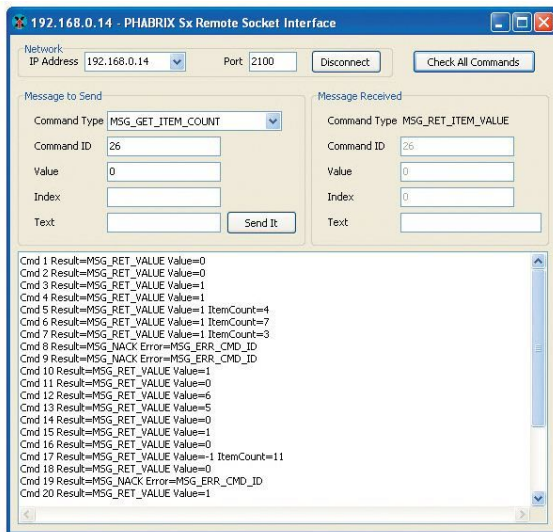 192.168.0.14 - PHABRIX Sx Remote Socket Interface
Network
IP Address 192.168.0.14 Port 2100 Disconnect Check All Commands
Message to Send
Command Type MSG_GET_ITEM_COUNT
Command ID 26
Value 0
Index
Text Send It
Message Received
Command Type MSG_RET_ITEM_VALUE
Command ID 26
Value 0
Index 0
Text
Cmd 1 Result=MSG_RET_VALUE Value=0
Cmd 2 Result=MSG_RET_VALUE Value=0
Cmd 3 Result=MSG_RET_VALUE Value=1
Cmd 4 Result=MSG_RET_VALUE Value=1
Cmd 5 Result=MSG_RET_VALUE Value=1 ItemCount=4
Cmd 6 Result=MSG_RET_VALUE Value=1 ItemCount=7
Cmd 7 Result=MSG_RET_VALUE Value=1 ItemCount=3
Cmd 8 Result=MSG_NACK Error=MSG_ERR_CMD_ID
Cmd 9 Result=MSG_NACK Error=MSG_ERR_CMD_ID
Cmd 10 Result=MSG_RET_VALUE Value=1
Cmd 11 Result=MSG_RET_VALUE Value=0
Cmd 12 Result=MSG_RET_VALUE Value=6
Cmd 13 Result=MSG_RET_VALUE Value=5
Cmd 14 Result=MSG_RET_VALUE Value=0
Cmd 15 Result=MSG_RET_VALUE Value=1
Cmd 16 Result=MSG_RET_VALUE Value=0
Cmd 17 Result=MSG_RET_VALUE Value=-1 ItemCount=11
Cmd 18 Result=MSG_RET_VALUE Value=0
Cmd 19 Result=MSG_NACK Error=MSG_ERR_CMD_ID
Cmd 20 Result=MSG_RET_VALUE Value=1